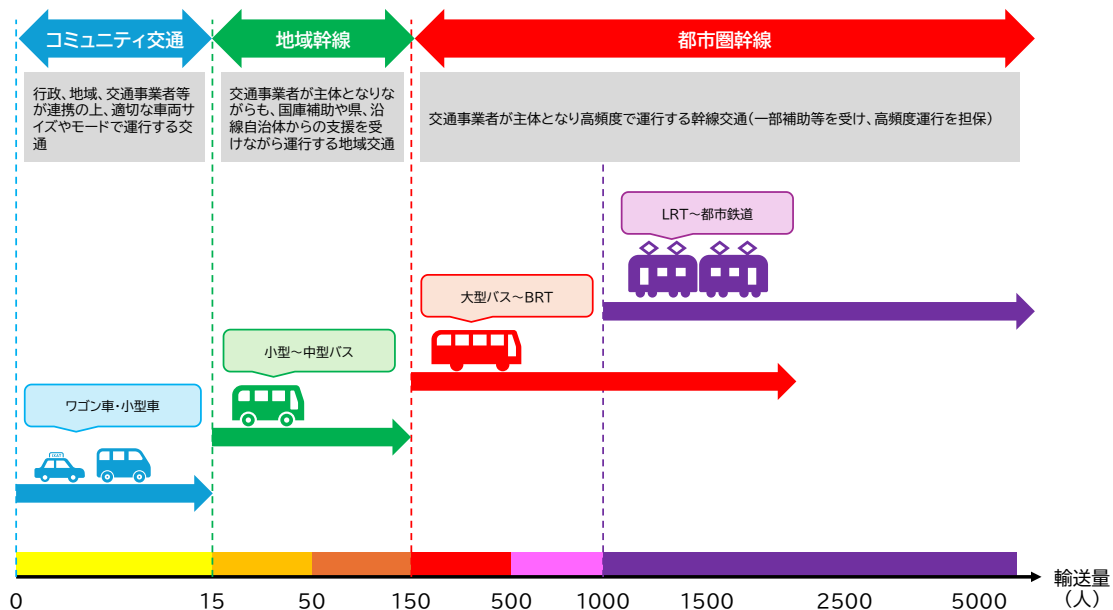 コミュニティ交通
地域幹線
都市圏幹線
行政、地域、交通事業者等
が連携の上、適切な車両サ
イズやモードで運行する交
通
交通事業者が主体となりな
がらも、国庫補助や県、沿
線自治体からの支援を受
けながら運行する地域交通
交通事業者が主体となり高頻度で運行する幹線交通(一部補助等を受け、高頻度運行を担保)
LRT～都市鉄道
大型バス～BRT
小型～中型バス
ワゴン車・小型車
TAXI
0 15 50 150 500 1000 1500 2500 5000
輸送量
(人)